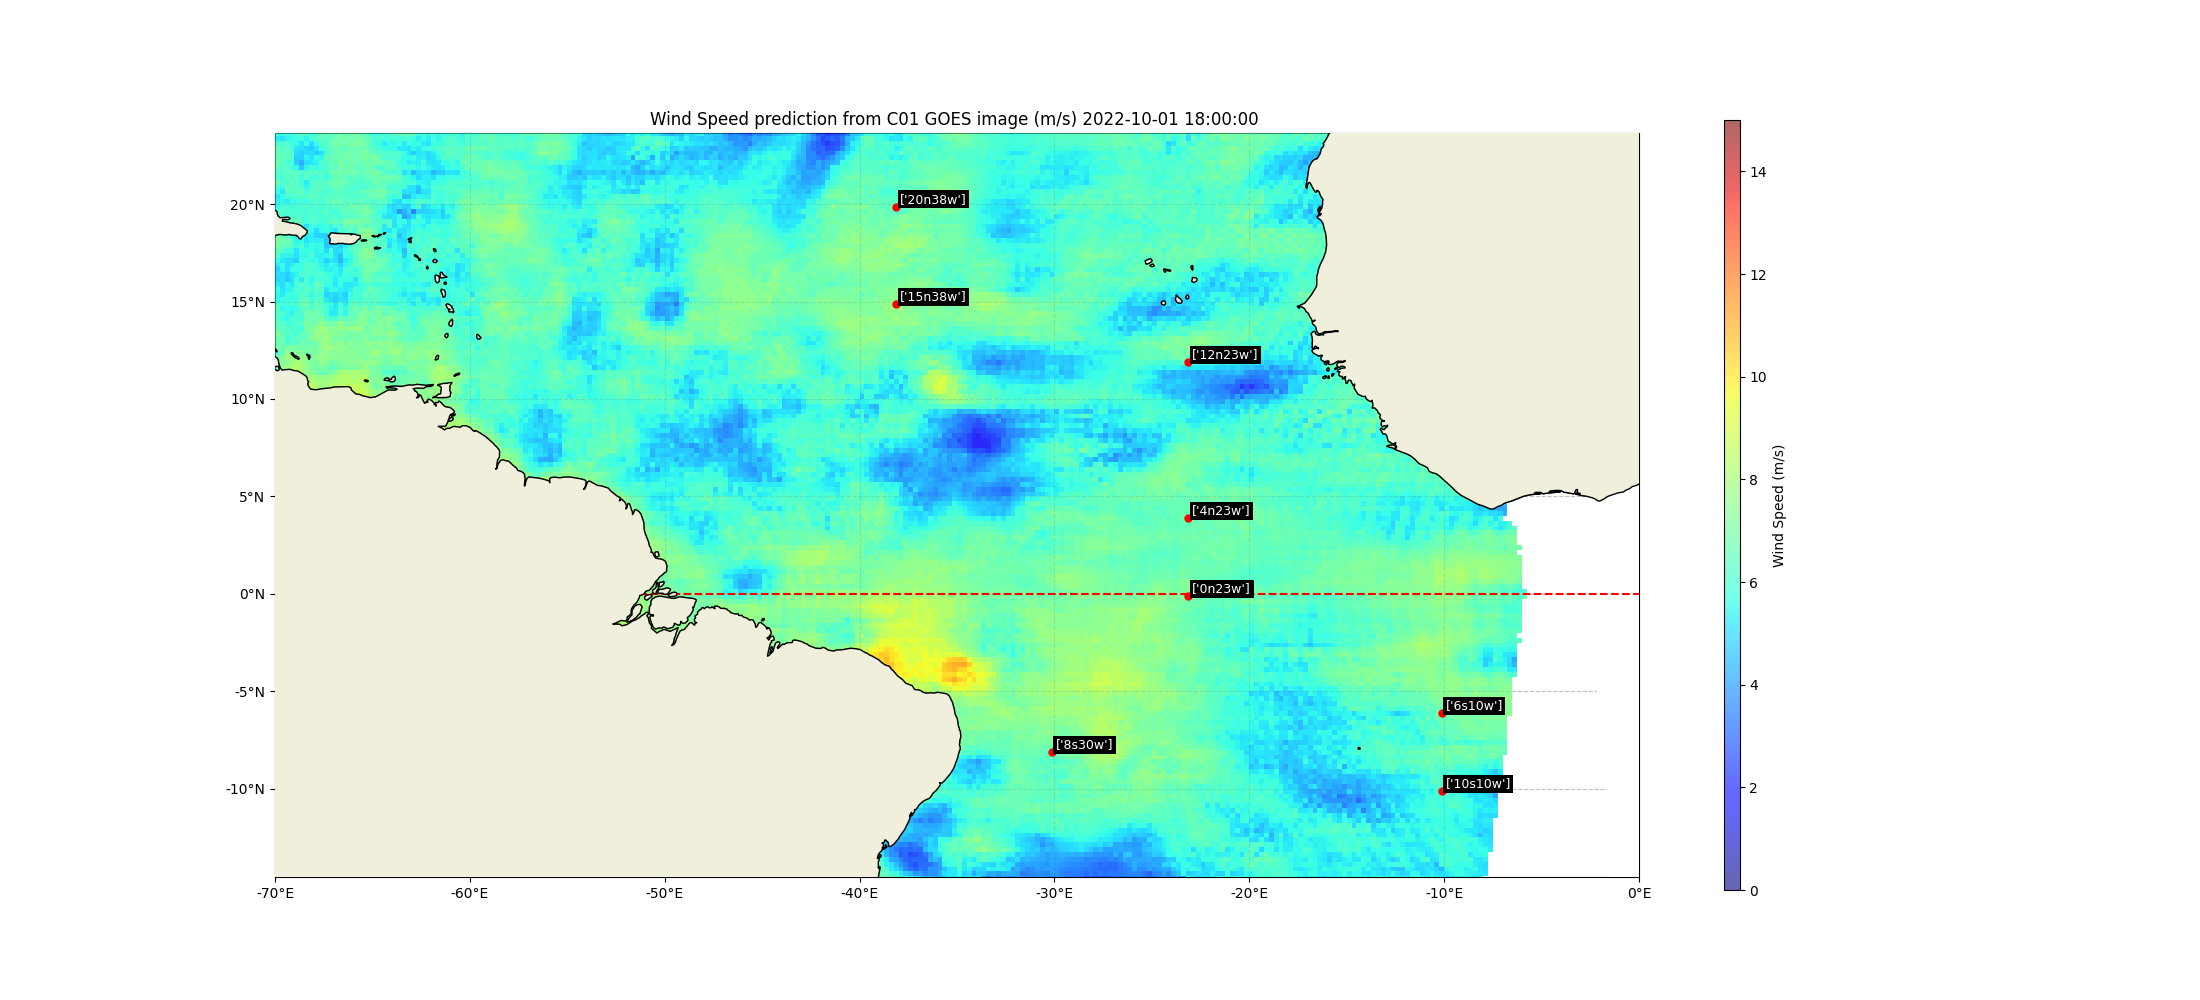 Wind Speed prediction from C01 GOES image (m/s) 2022-10-01 18:00:00
20°N
15°N
10°N
5°N
0°N
-5°N
-10°N
['20n38w']
['15n38w']
['12n23w']
['4n23w']
['0n23w']
['6s10w']
['8s30w']
['10s10w']
-70°E
-60°E
-50°E
-40°E
-30°E
-20°E
-10°E
0°E
14
12
10
8
6
4
2
0
Wind Speed (m/s)